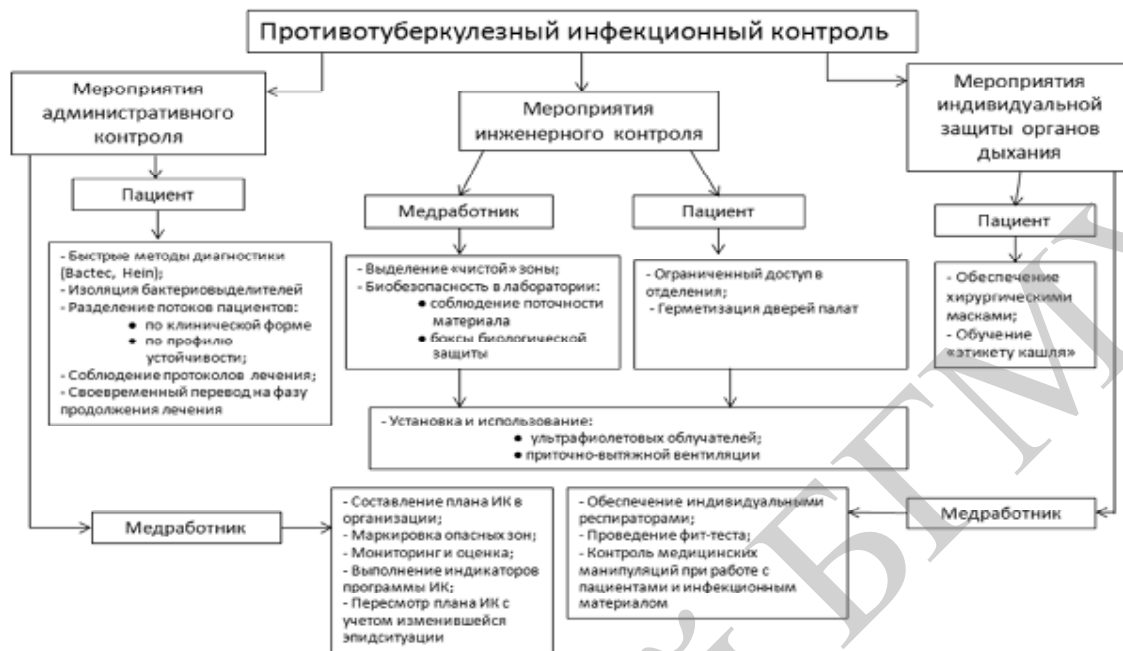 Противотуберкулезный инфекционный контроль
Мероприятия
административного
контроля
Пациент
- Быстрые методы диагностики
(Bactec, Hein);
- Изоляция бактериовыделителей
- Разделение потоков пациентов:
● по клинической форме
● по профилю
устойчивости;
- Соблюдение протоколов лечения;
- Своевременный перевод на фазу
продолжения лечения
Мероприятия
инженерного контроля
Медработник
- Выделение «чистой» зоны;
- Биобезопасность в лаборатории:
● соблюдение поточности
материала
● боксы биологической
защиты
Пациент
- Ограниченный доступ в
отделения;
- Герметизация дверей палат
- Установка и использование:
● ультрафиолетовых облучателей;
● приточно-вытяжной вентиляции
Мероприятия
индивидуальной
защиты органов
дыхания
Пациент
- Обеспечение
хирургическими
масками;
- Обучение
«этикету кашля»
Медработник
- Составление плана ИК в
организации;
- Маркировка опасных зон;
- Мониторинг и оценка;
- Выполнение индикаторов
программы ИК;
- Пересмотр плана ИК с
учетом изменившейся
эпидситуации
- Обеспечение индивидуальными
респираторами;
- Проведение фит-теста;
- Контроль медицинских
манипуляций при работе с
пациентами и инфекционным
материалом
Медработник
БГМУ